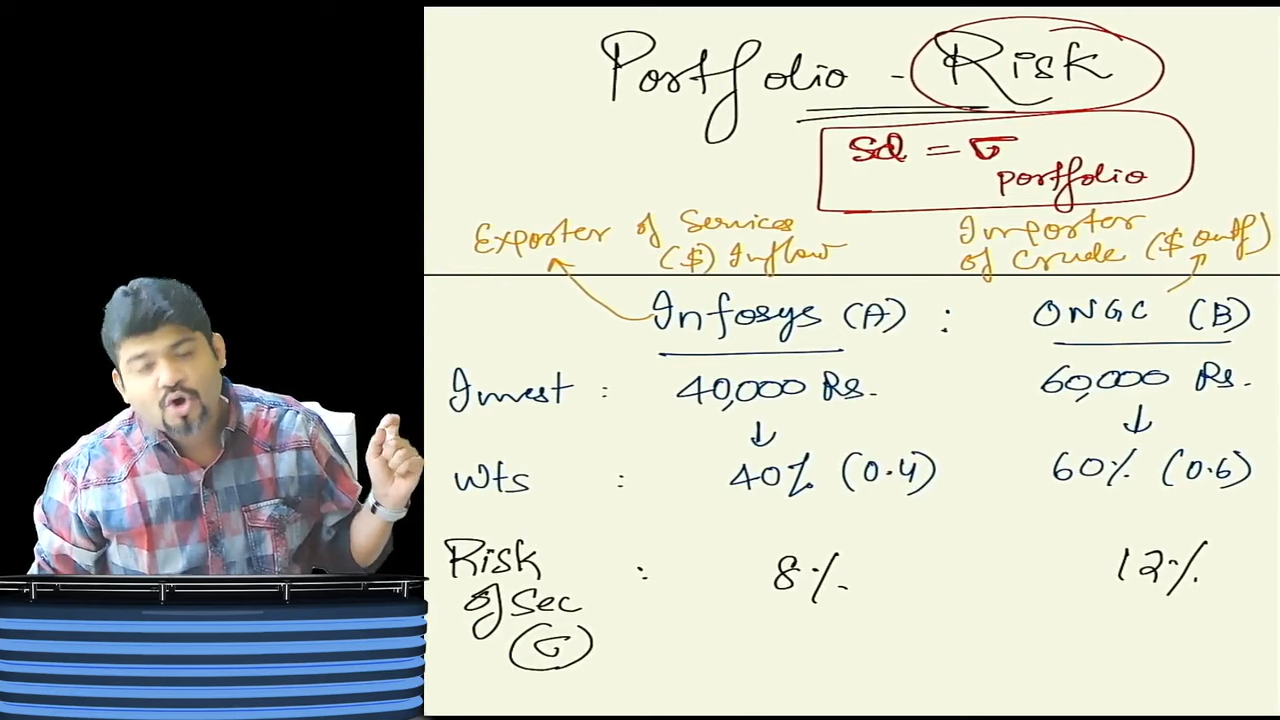 Portfolio - Risk
Sd = σ portfolio
Exporter of Services ($) Inflow
Importer of Crude ($ outf)
Infosys (A) : ONGC (B)
Invest : 40,000 Rs. 60,000 Rs.
↓ ↓
Wts : 40% (0.4) 60% (0.6)
Risk of Sec (σ) : 8%. 12%